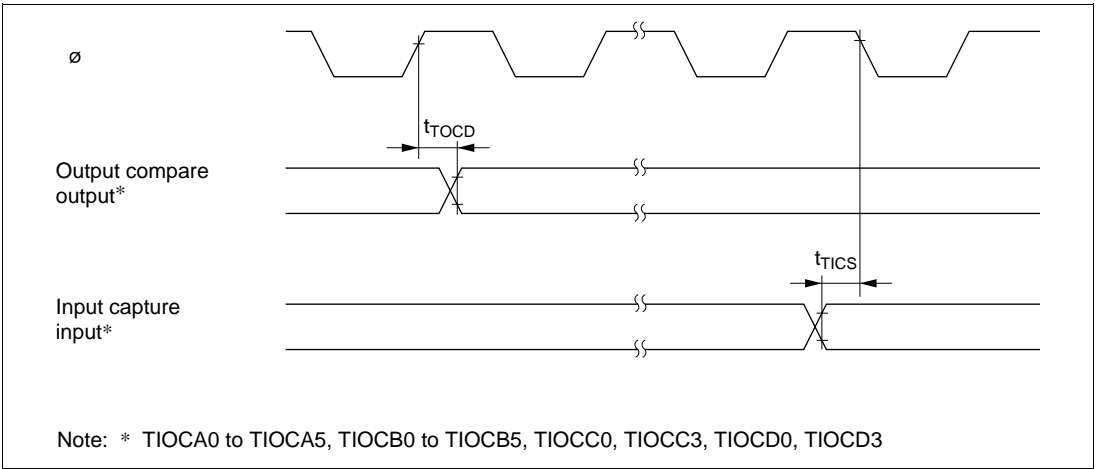 ø
tTOCD
Output compare
output*
tTICS
Input capture
input*
Note: * TIOCA0 to TIOCA5, TIOCB0 to TIOCB5, TIOCC0, TIOCC3, TIOCD0, TIOCD3